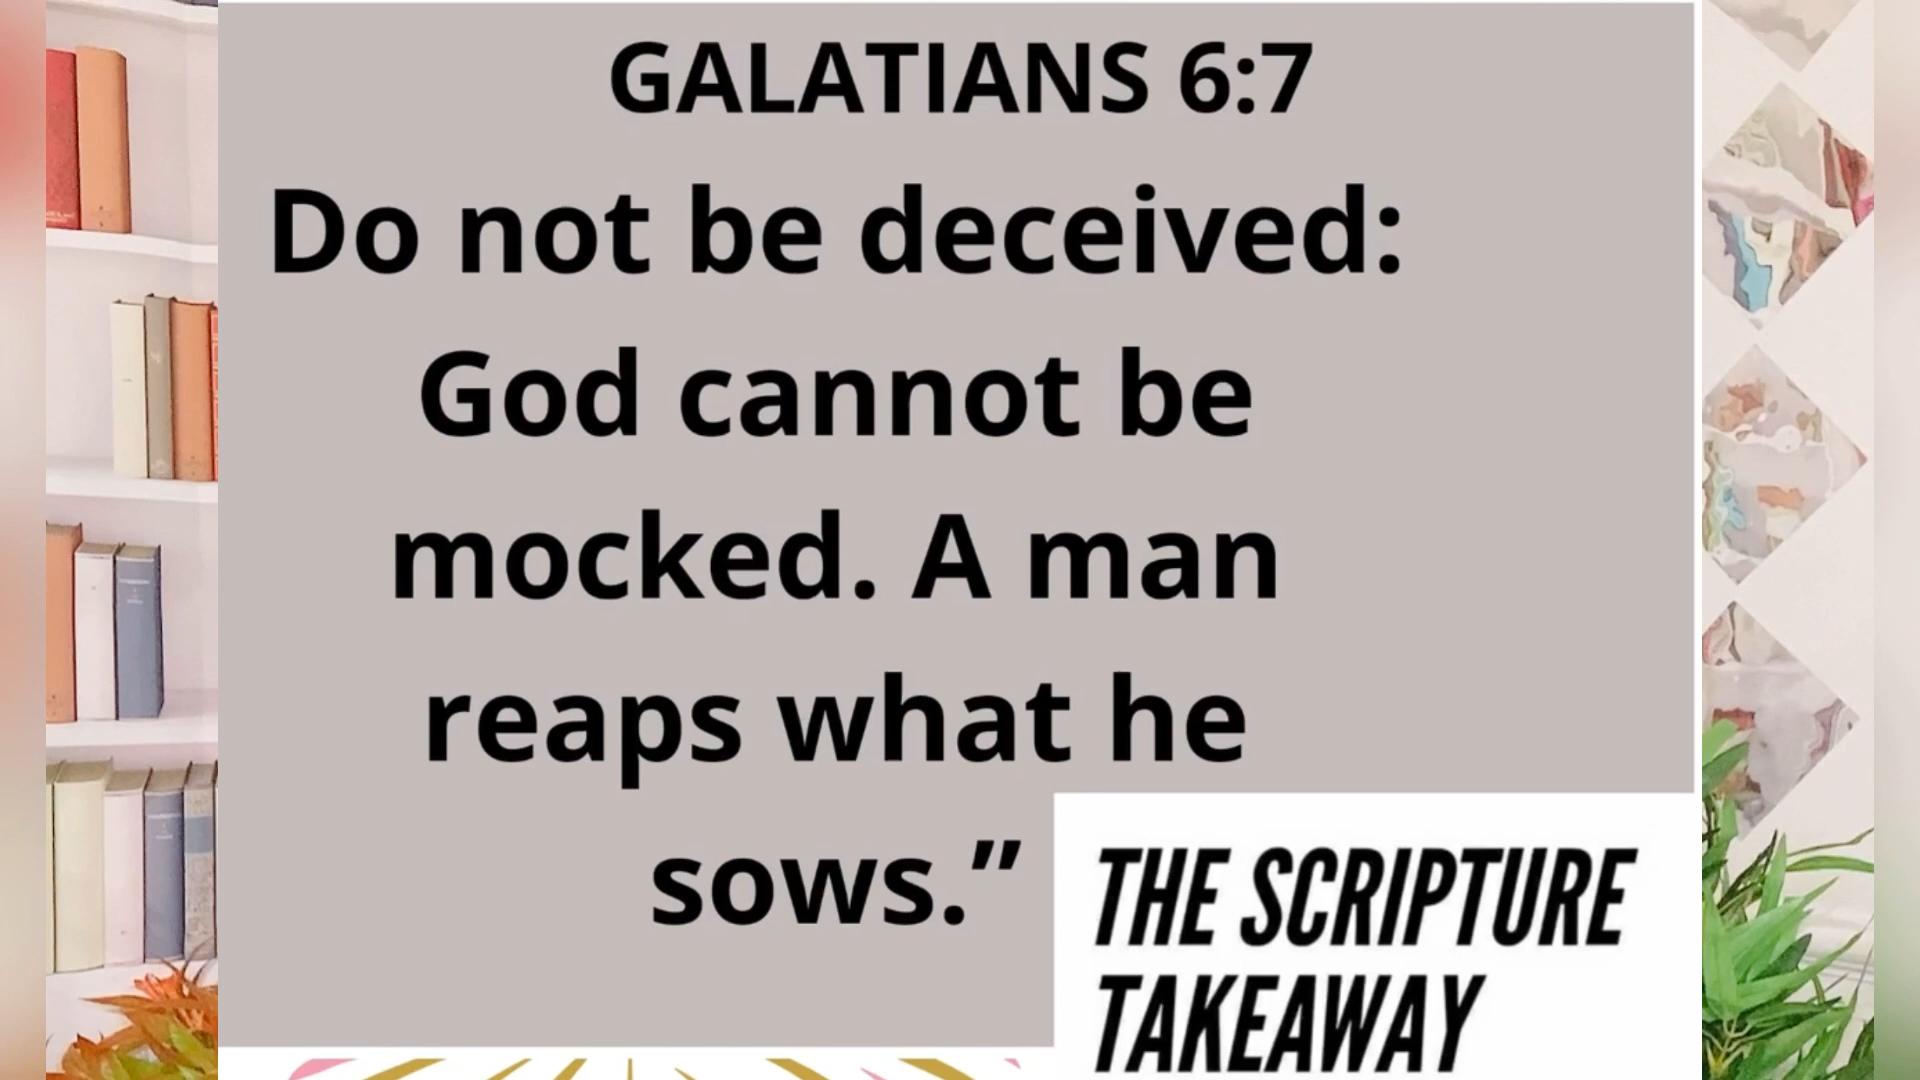 GALATIANS 6:7
Do not be deceived:
God cannot be
mocked. A man
reaps what he
sows.”
THE SCRIPTURE
TAKEAWAY